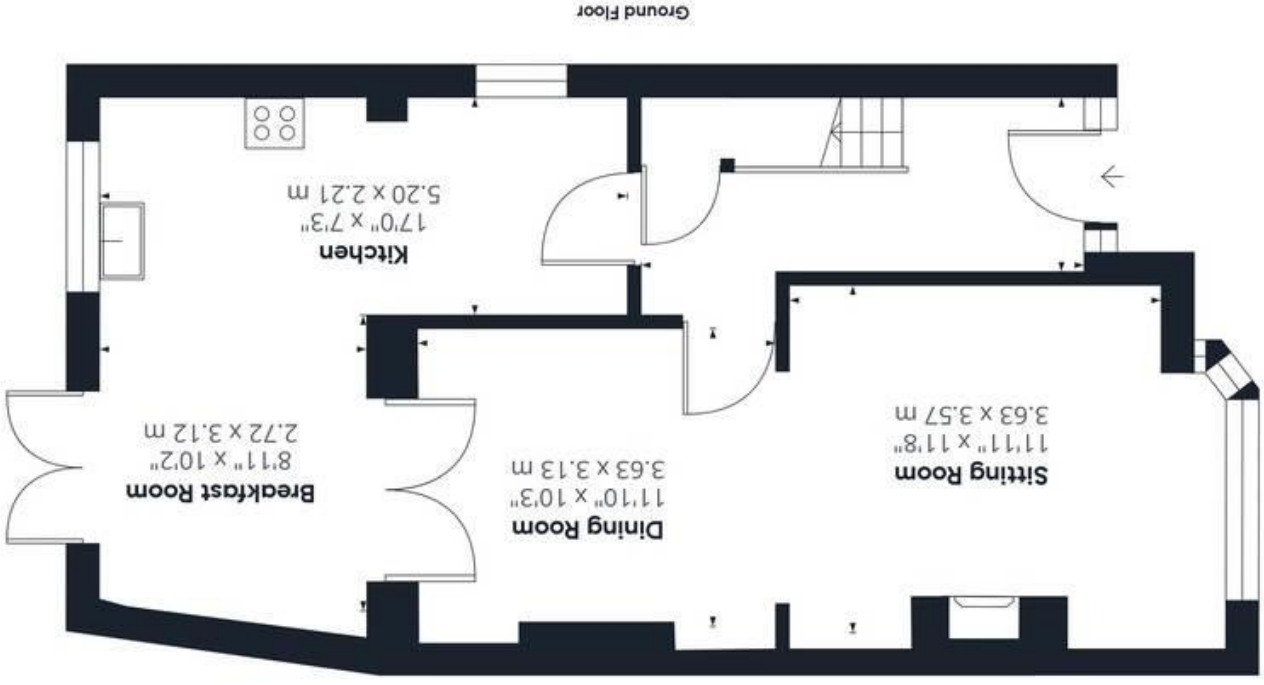 Sitting Room
11'11" x 11'8"
3.63 x 3.57 m
Dining Room
11'10" x 10'3"
3.63 x 3.13 m
Breakfast Room
8'11" x 10'2"
2.72 x 3.12 m
Kitchen
17'0" x 7'3"
5.20 x 2.21 m
Ground Floor